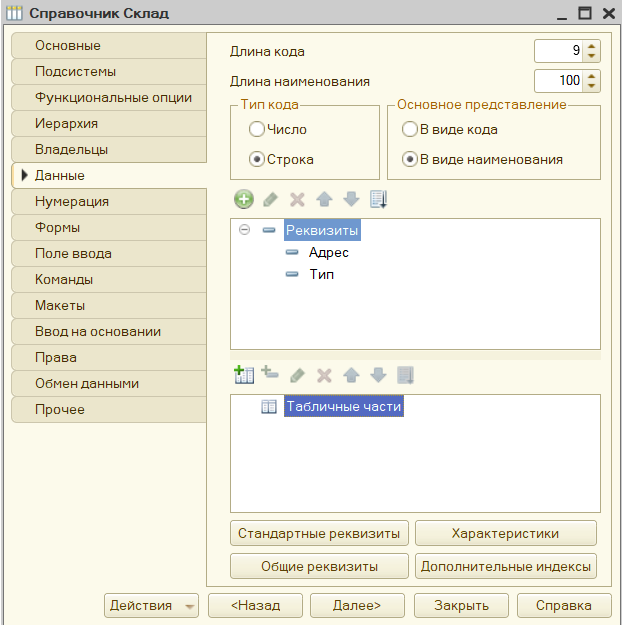 Справочник Склад
Основные
Подсистемы
Функциональные опции
Иерархия
Владельцы
Данные
Нумерация
Формы
Поле ввода
Команды
Макеты
Ввод на основании
Права
Обмен данными
Прочее
Длина кода 9
Длина наименования 100
Тип кода
Число
Строка
Основное представление
В виде кода
В виде наименования
Реквизиты
Адрес
Тип
Табличные части
Стандартные реквизиты Характеристики
Общие реквизиты Дополнительные индексы
Действия <Назад Далее> Закрыть Справка